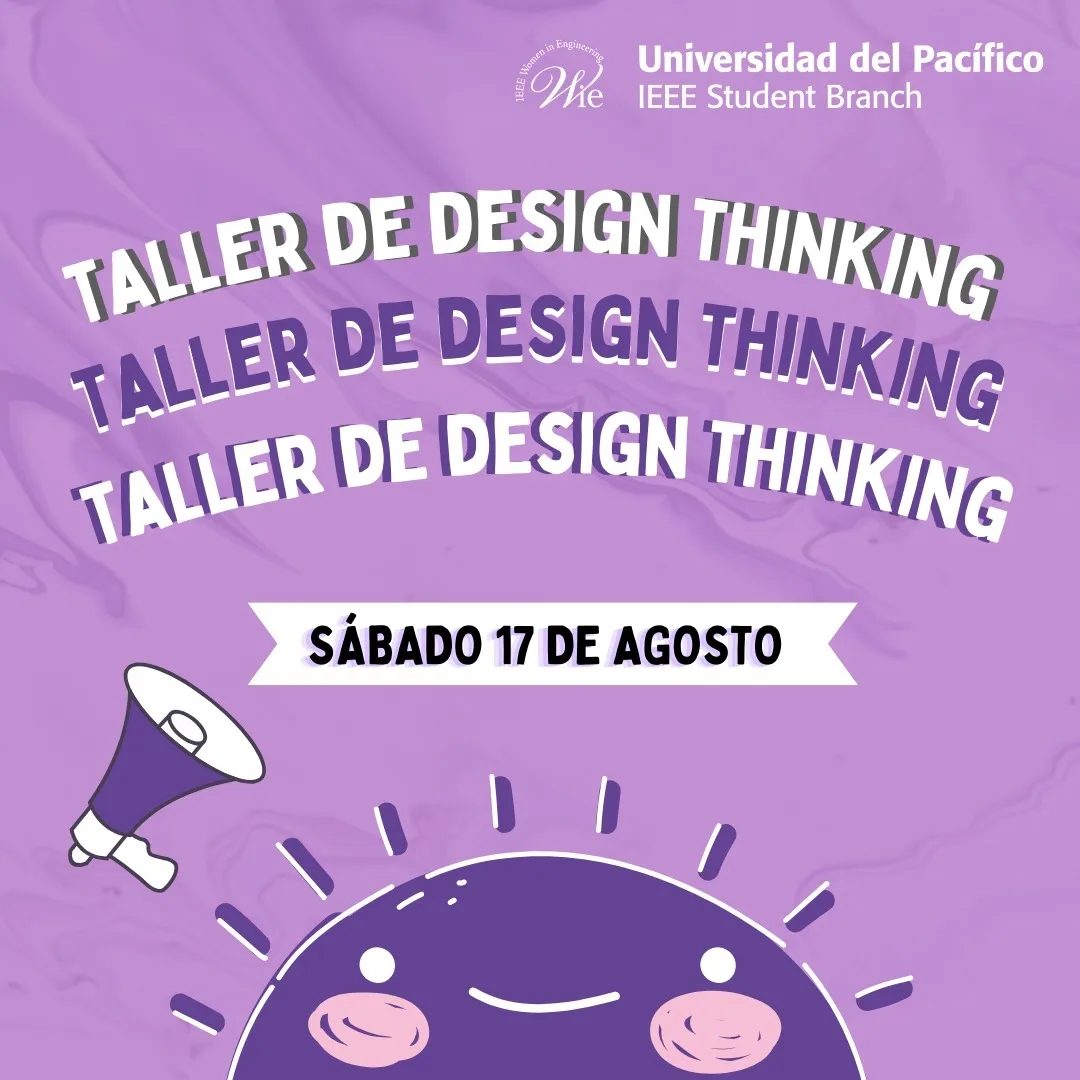 IEEE Women in Engineering
WIE
Universidad del Pacífico
IEEE Student Branch
TALLER DE DESIGN THINKING
TALLER DE DESIGN THINKING
TALLER DE DESIGN THINKING
SÁBADO 17 DE AGOSTO